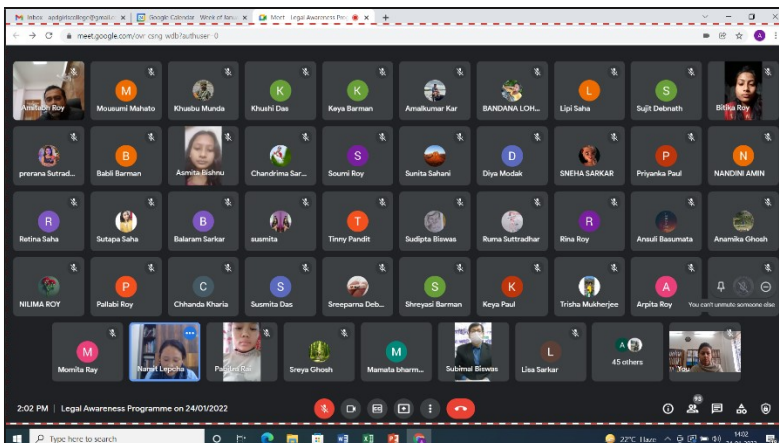 Inbox - apdgirlscollege@gmail.c
Google Calendar - Week of Janu
Meet - Legal Awareness Pro
meet.google.com/ovr-csng-wdb?authuser=0
A
Amitabh Roy
M
Mousumi Mahato
Khusbu Munda
K
Khushi Das
K
Keya Barman
Amalkumar Kar
BANDANA LOH...
L
Lipi Saha
S
Sujit Debnath
Bitika Roy
prerana Sutrad...
B
Babli Barman
Asmita Bishnu
Chandrima Sar...
S
Soumi Roy
Sunita Sahani
D
Diya Modak
SNEHA SARKAR
P
Priyanka Paul
N
NANDINI AMIN
R
Retina Saha
Sutapa Saha
B
Balaram Sarkar
susmita
T
Tinny Pandit
Sudipta Biswas
Ruma Suttradhar
R
Rina Roy
Ansuli Basumata
Anamika Ghosh
NILIMA ROY
P
Pallabi Roy
C
Chhanda Kharia
S
Susmita Das
Sreeparna Deb...
S
Shreyasi Barman
K
Keya Paul
Trisha Mukherjee
A
Arpita Roy
You can't unmute someone else
M
Momita Ray
Namit Lepcha
Rai
Sreya Ghosh
M
Mamata bharm...
Subimal Biswas
L
Lisa Sarkar
A
45 others
You
2:02 PM | Legal Awareness Programme on 24/01/2022
93
Type here to search
22°C Haze
14:02